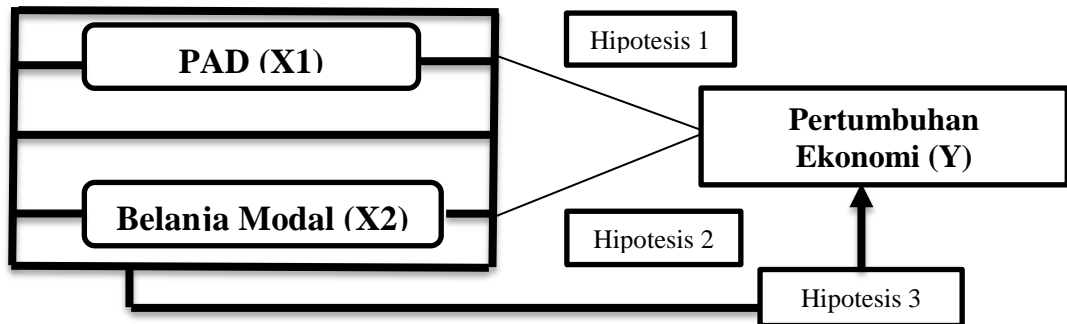 Hipotesis 1
PAD (X1)
Pertumbuhan
Ekonomi (Y)
Belanja Modal (X2)
Hipotesis 2
Hipotesis 3